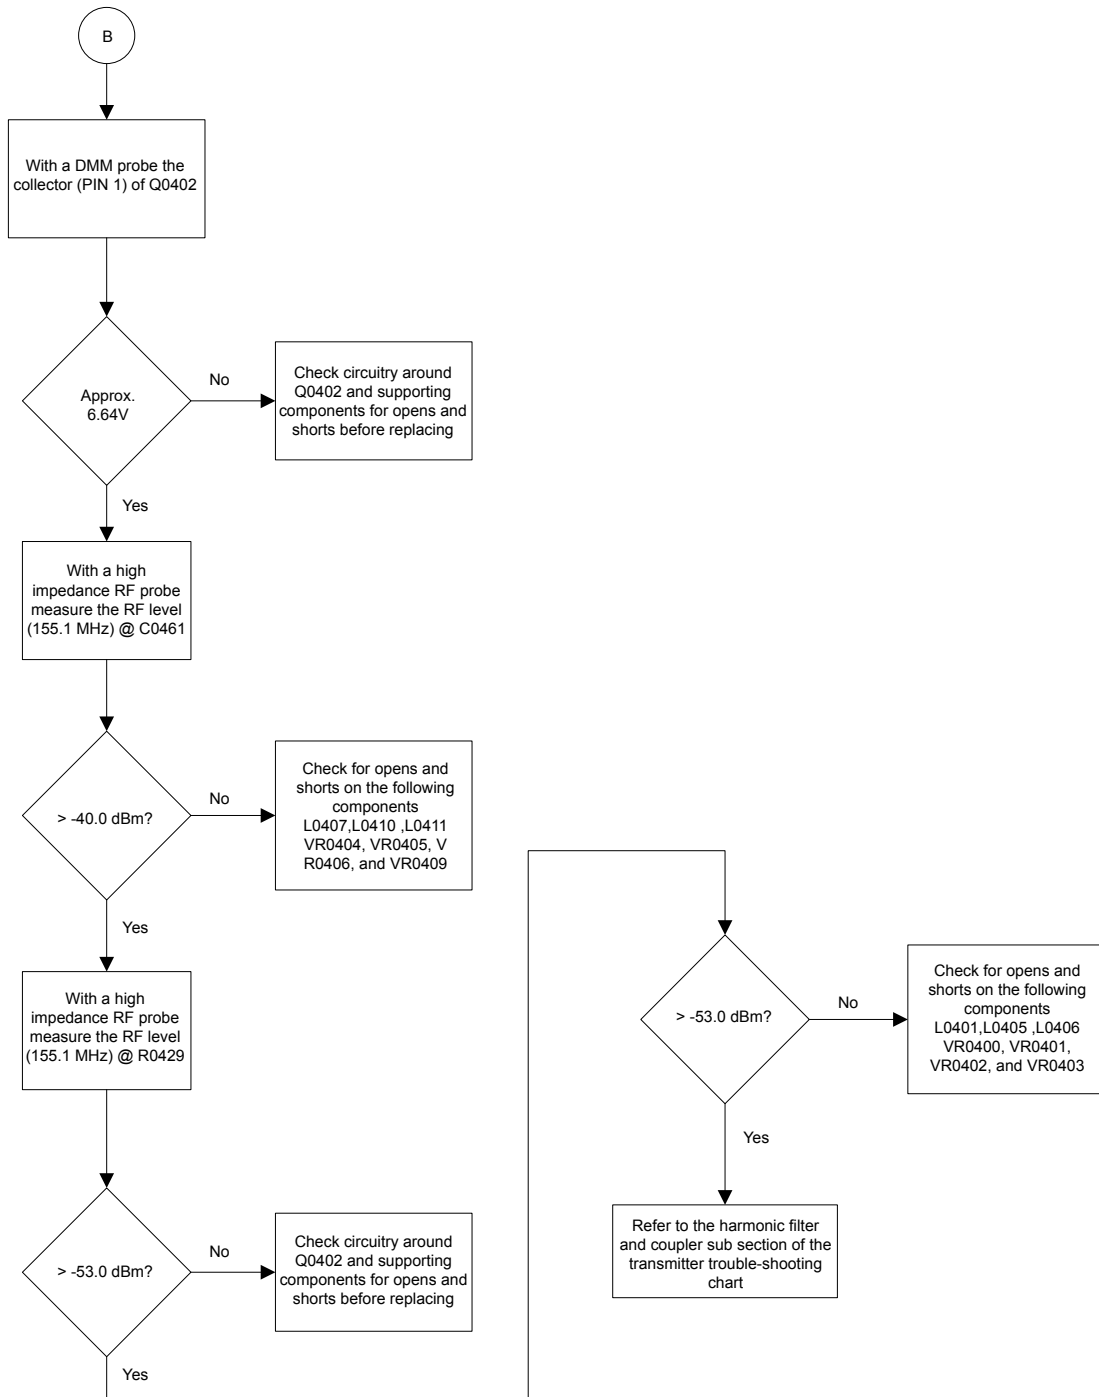 B
With a DMM probe the
collector (PIN 1) of Q0402
Approx.
6.64V
No
Check circuitry around
Q0402 and supporting
components for opens and
shorts before replacing
Yes
With a high
impedance RF probe
measure the RF level
(155.1 MHz) @ C0461
> -40.0 dBm?
No
Check for opens and
shorts on the following
components
L0407,L0410 ,L0411
VR0404, VR0405, V
R0406, and VR0409
Yes
With a high
impedance RF probe
measure the RF level
(155.1 MHz) @ R0429
> -53.0 dBm?
No
Check circuitry around
Q0402 and supporting
components for opens and
shorts before replacing
Yes
> -53.0 dBm?
No
Check for opens and
shorts on the following
components
L0401,L0405 ,L0406
VR0400, VR0401,
VR0402, and VR0403
Yes
Refer to the harmonic filter
and coupler sub section of the
transmitter trouble-shooting
chart